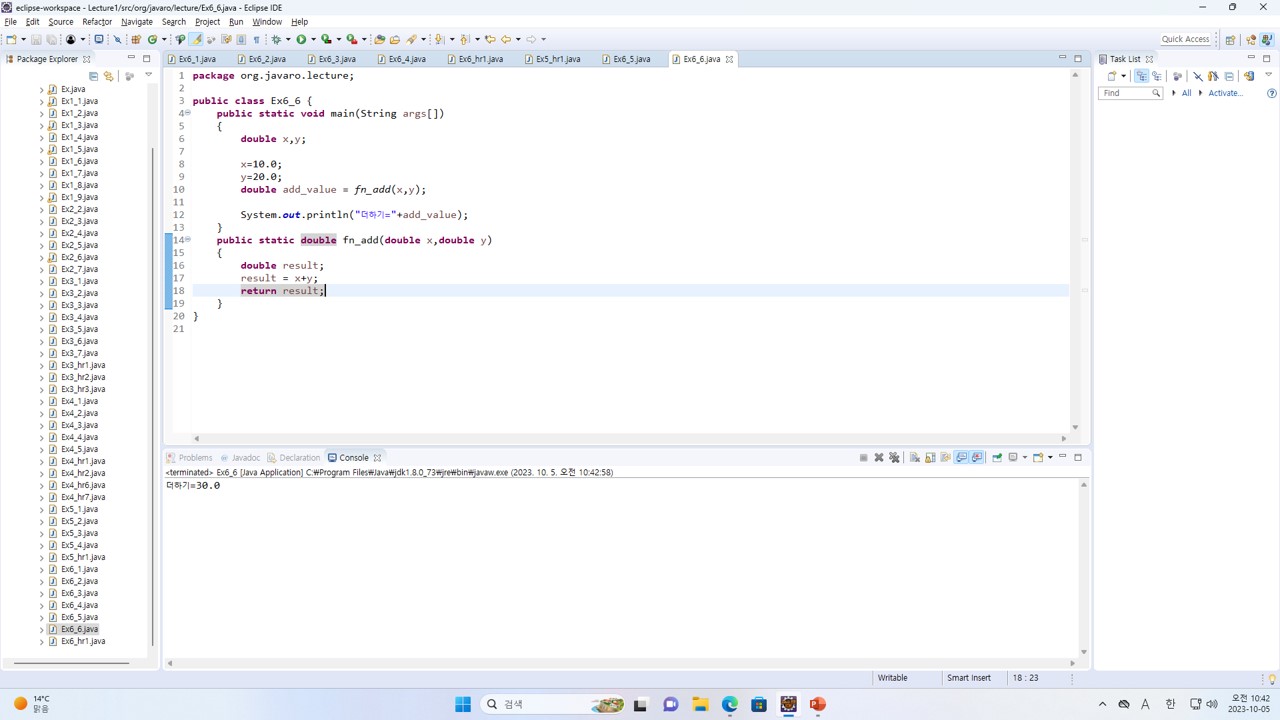 eclipse-workspace - Lecture1/src/org/javaro/lecture/Ex6_6.java - Eclipse IDE
File Edit Source Refactor Navigate Search Project Run Window Help
Quick Access
Package Explorer
Ex6_1.java Ex6_2.java Ex6_3.java Ex6_4.java Ex6_hr1.java Ex5_hr1.java Ex6_5.java Ex6_6.java
Task List
Find All Activate...
Ex.java
Ex1_1.java
Ex1_2.java
Ex1_3.java
Ex1_4.java
Ex1_5.java
Ex1_6.java
Ex1_7.java
Ex1_8.java
Ex1_9.java
Ex2_2.java
Ex2_3.java
Ex2_4.java
Ex2_5.java
Ex2_6.java
Ex2_7.java
Ex3_1.java
Ex3_2.java
Ex3_3.java
Ex3_4.java
Ex3_5.java
Ex3_6.java
Ex3_7.java
Ex3_hr1.java
Ex3_hr2.java
Ex3_hr3.java
Ex4_1.java
Ex4_2.java
Ex4_3.java
Ex4_4.java
Ex4_5.java
Ex4_hr1.java
Ex4_hr2.java
Ex4_hr6.java
Ex4_hr7.java
Ex5_1.java
Ex5_2.java
Ex5_3.java
Ex5_4.java
Ex5_hr1.java
Ex6_1.java
Ex6_2.java
Ex6_3.java
Ex6_4.java
Ex6_5.java
Ex6_6.java
Ex6_hr1.java
1 package org.javaro.lecture;
2
3 public class Ex6_6 {
4 public static void main(String args[])
5 {
6 double x,y;
7
8 x=10.0;
9 y=20.0;
10 double add_value = fn_add(x,y);
11
12 System.out.println("더하기="+add_value);
13 }
14 public static double fn_add(double x,double y)
15 {
16 double result;
17 result = x+y;
18 return result;
19 }
20 }
21
Problems Javadoc Declaration Console
<terminated> Ex6_6 [Java Application] C:₩Program Files₩Java₩jdk1.8.0_73₩jre₩bin₩javaw.exe (2023. 10. 5. 오전 10:42:58)
더하기=30.0
Writable Smart Insert 18 : 23
14°C
맑음
검색
A 한
오전 10:42
2023-10-05